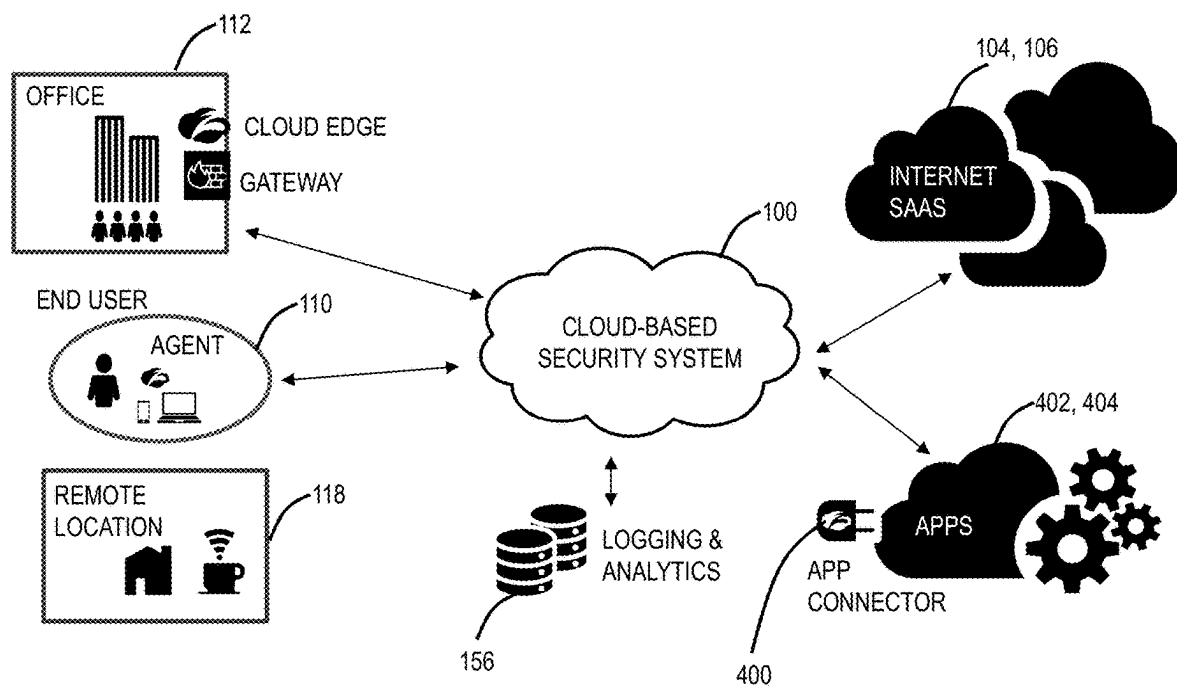 112
OFFICE
CLOUD EDGE
GATEWAY
END USER
110
AGENT
REMOTE
LOCATION
118
100
CLOUD-BASED
SECURITY SYSTEM
LOGGING &
ANALYTICS
156
104, 106
INTERNET
SAAS
402, 404
APPS
APP
CONNECTOR
400